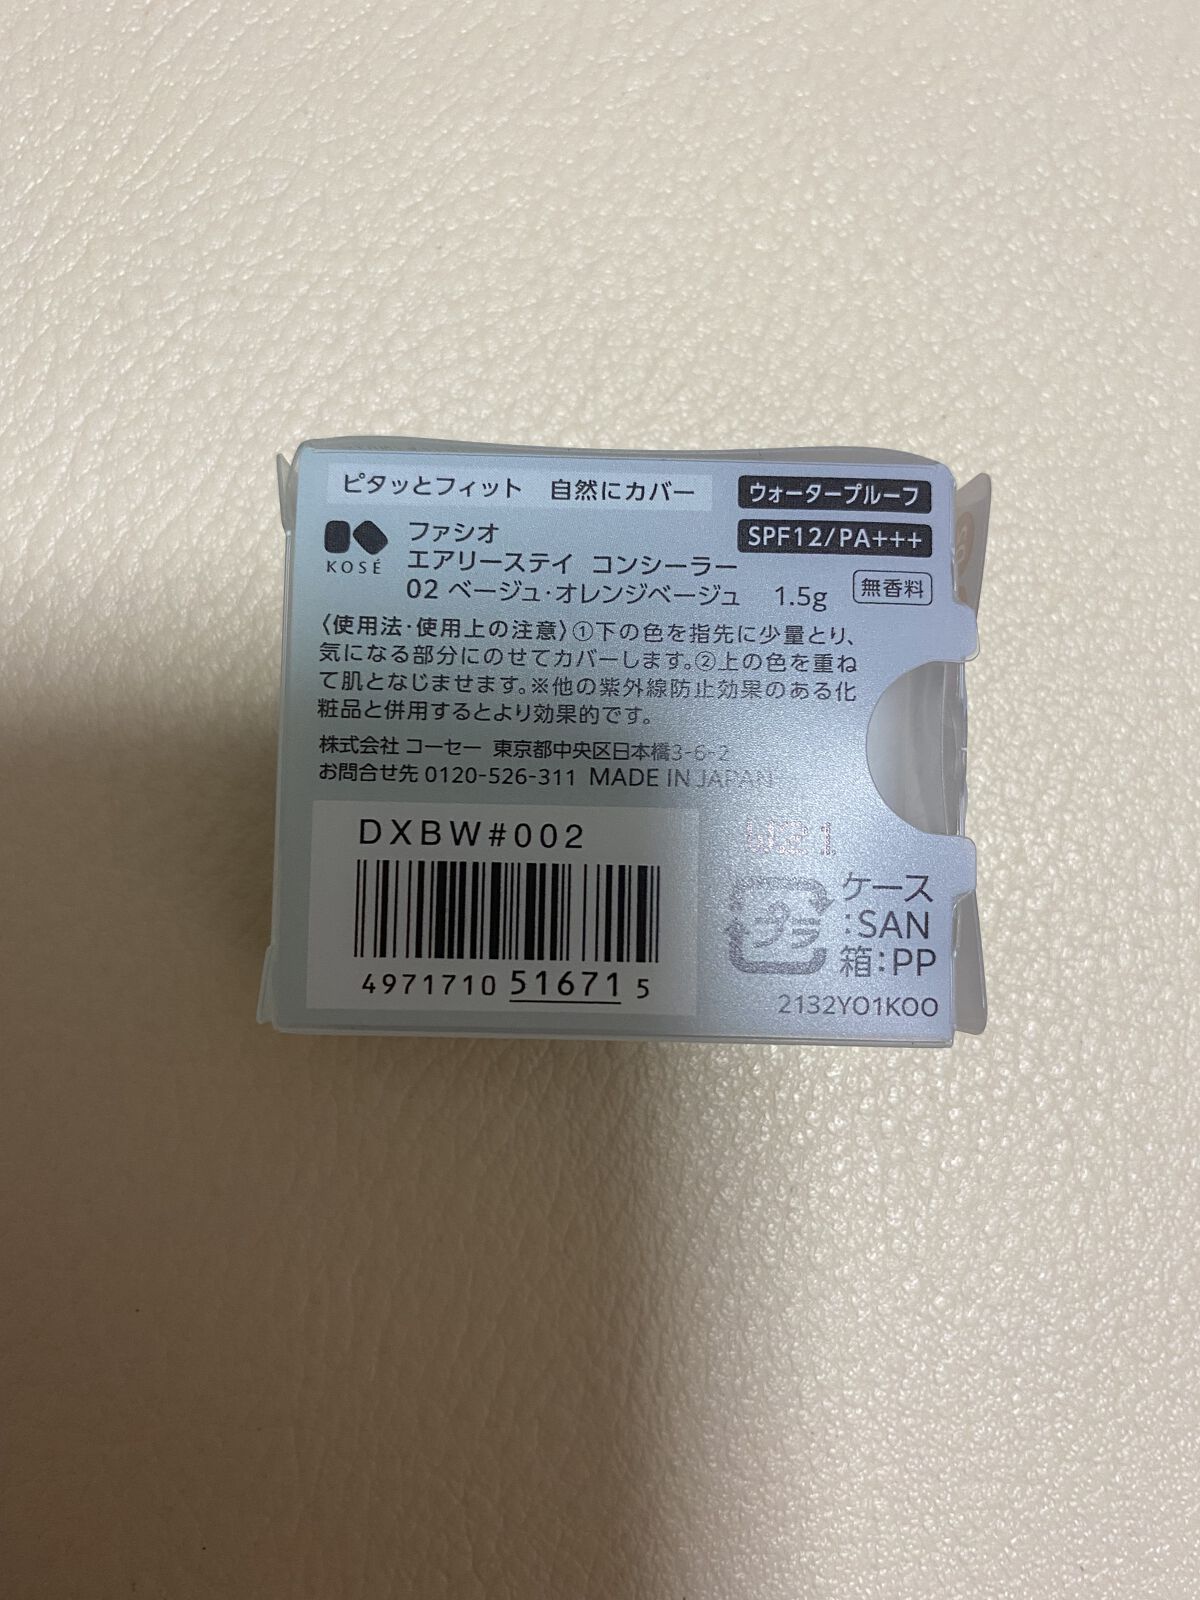 ピタッとフィット 自然にカバー
ウォータープルーフ
SPF12/PA+++
KOSÉ
ファシオ
エアリーステイ コンシーラー
02 ベージュ・オレンジベージュ 1.5g
無香料
〈使用法・使用上の注意〉①下の色を指先に少量とり、
気になる部分にのせてカバーします。②上の色を重ね
て肌となじませます。※他の紫外線防止効果のある化
粧品と併用するとより効果的です。
株式会社 コーセー 東京都中央区日本橋3-6-2
お問合せ先 0120-526-311 MADE IN JAPAN
DXBW#002
4971710 51671 5
プラ
ケース
:SAN
箱:PP
2132YO1KOO